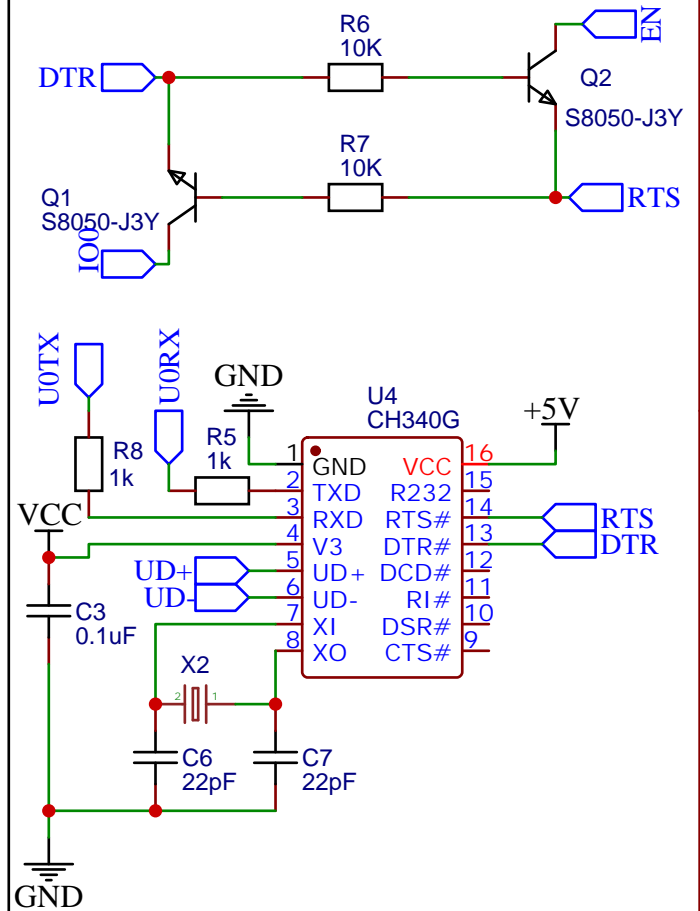 R6
10K
EN
DTR
Q2
S8050-J3Y
R7
10K
Q1
S8050-J3Y
RTS
IO0
U0TX
U0RX
GND
U4
CH340G
+5V
R8
1k
R5
1k
1 GND VCC 16
2 TXD R232 15
3 RXD RTS# 14
RTS
VCC
4 V3 DTR# 13
DTR
UD+
5 UD+ DCD# 12
UD-
6 UD- RI# 11
7 XI DSR# 10
8 XO CTS# 9
C3
0.1uF
X2
2 1
C6
22pF
C7
22pF
GND